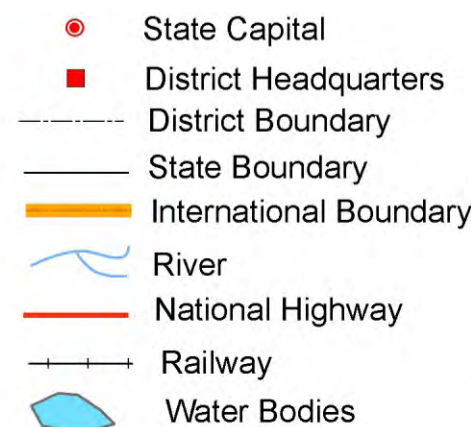 State Capital
District Headquarters
District Boundary
State Boundary
International Boundary
River
National Highway
Railway
Water Bodies